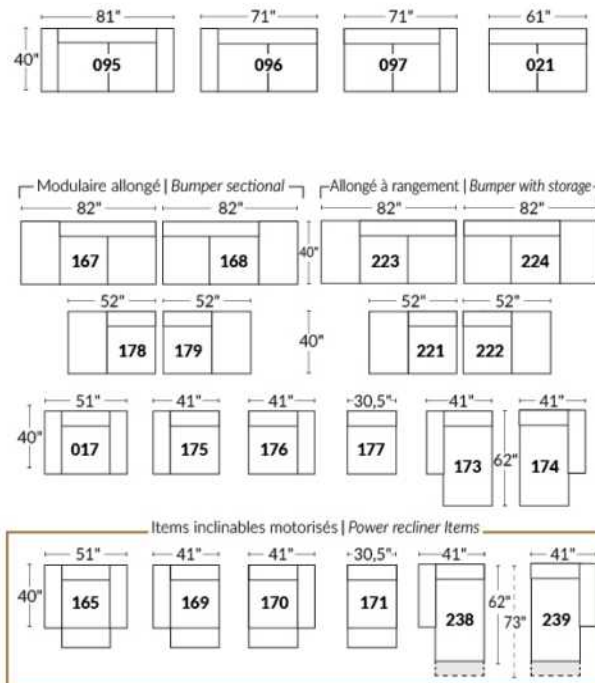 81" 71" 71" 61"
40" 095 096 097 021
Modulaire allongé | Bumper sectional Allongé à rangement | Bumper with storage
82" 82" 82" 82"
167 168 40" 223 224
52" 52" 52" 52"
178 179 40" 221 222
51" 41" 41" 30,5" 41" 41"
40" 017 175 176 177 173 62" 174
Items inclinables motorisés | Power recliner Items
51" 41" 41" 30,5" 41" 41"
40" 165 169 170 171 238 62" 73" 239